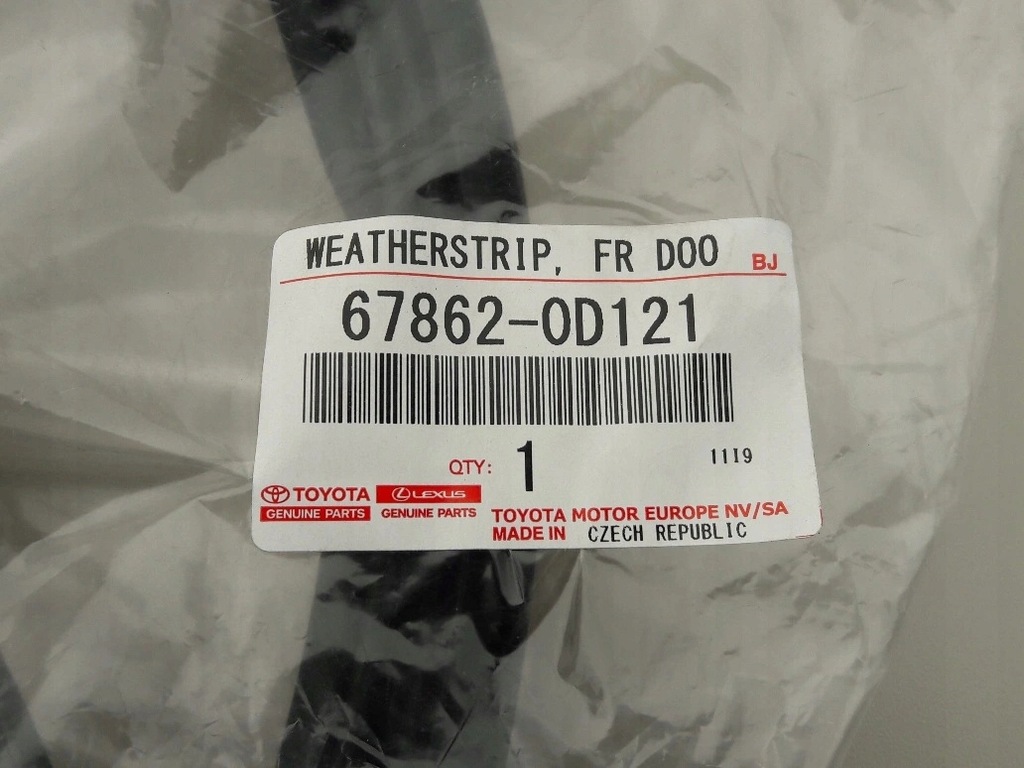 WEATHERSTRIP, FR DOO BJ
67862-0D121
QTY: 1 11I9
TOYOTA LEXUS
GENUINE PARTS GENUINE PARTS
TOYOTA MOTOR EUROPE NV/SA
MADE IN CZECH REPUBLIC